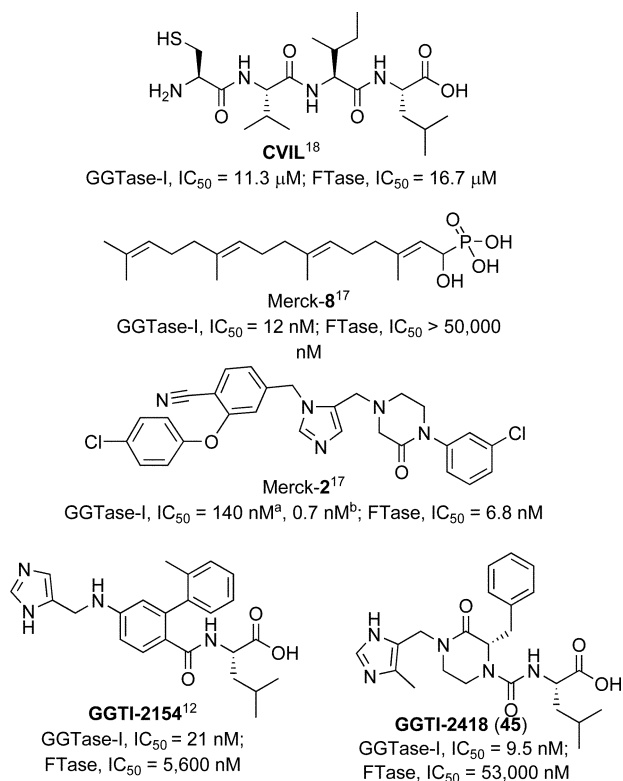 HS
O H N O H N O OH
H₂N O N H O
CVIL¹⁸
GGTase-I, IC₅₀ = 11.3 μM; FTase, IC₅₀ = 16.7 μM
O
P OH
OH OH
Merck-8¹⁷
GGTase-I, IC₅₀ = 12 nM; FTase, IC₅₀ > 50,000
nM
N N N
Cl O N N Cl
O
Merck-2¹⁷
GGTase-I, IC₅₀ = 140 nMᵃ, 0.7 nMᵇ; FTase, IC₅₀ = 6.8 nM
N H N
N H
H N O OH
O
GGTI-2154¹²
GGTase-I, IC₅₀ = 21 nM;
FTase, IC₅₀ = 5,600 nM
O
H N N
N N H N O OH
O
GGTI-2418 (45)
GGTase-I, IC₅₀ = 9.5 nM;
FTase, IC₅₀ = 53,000 nM